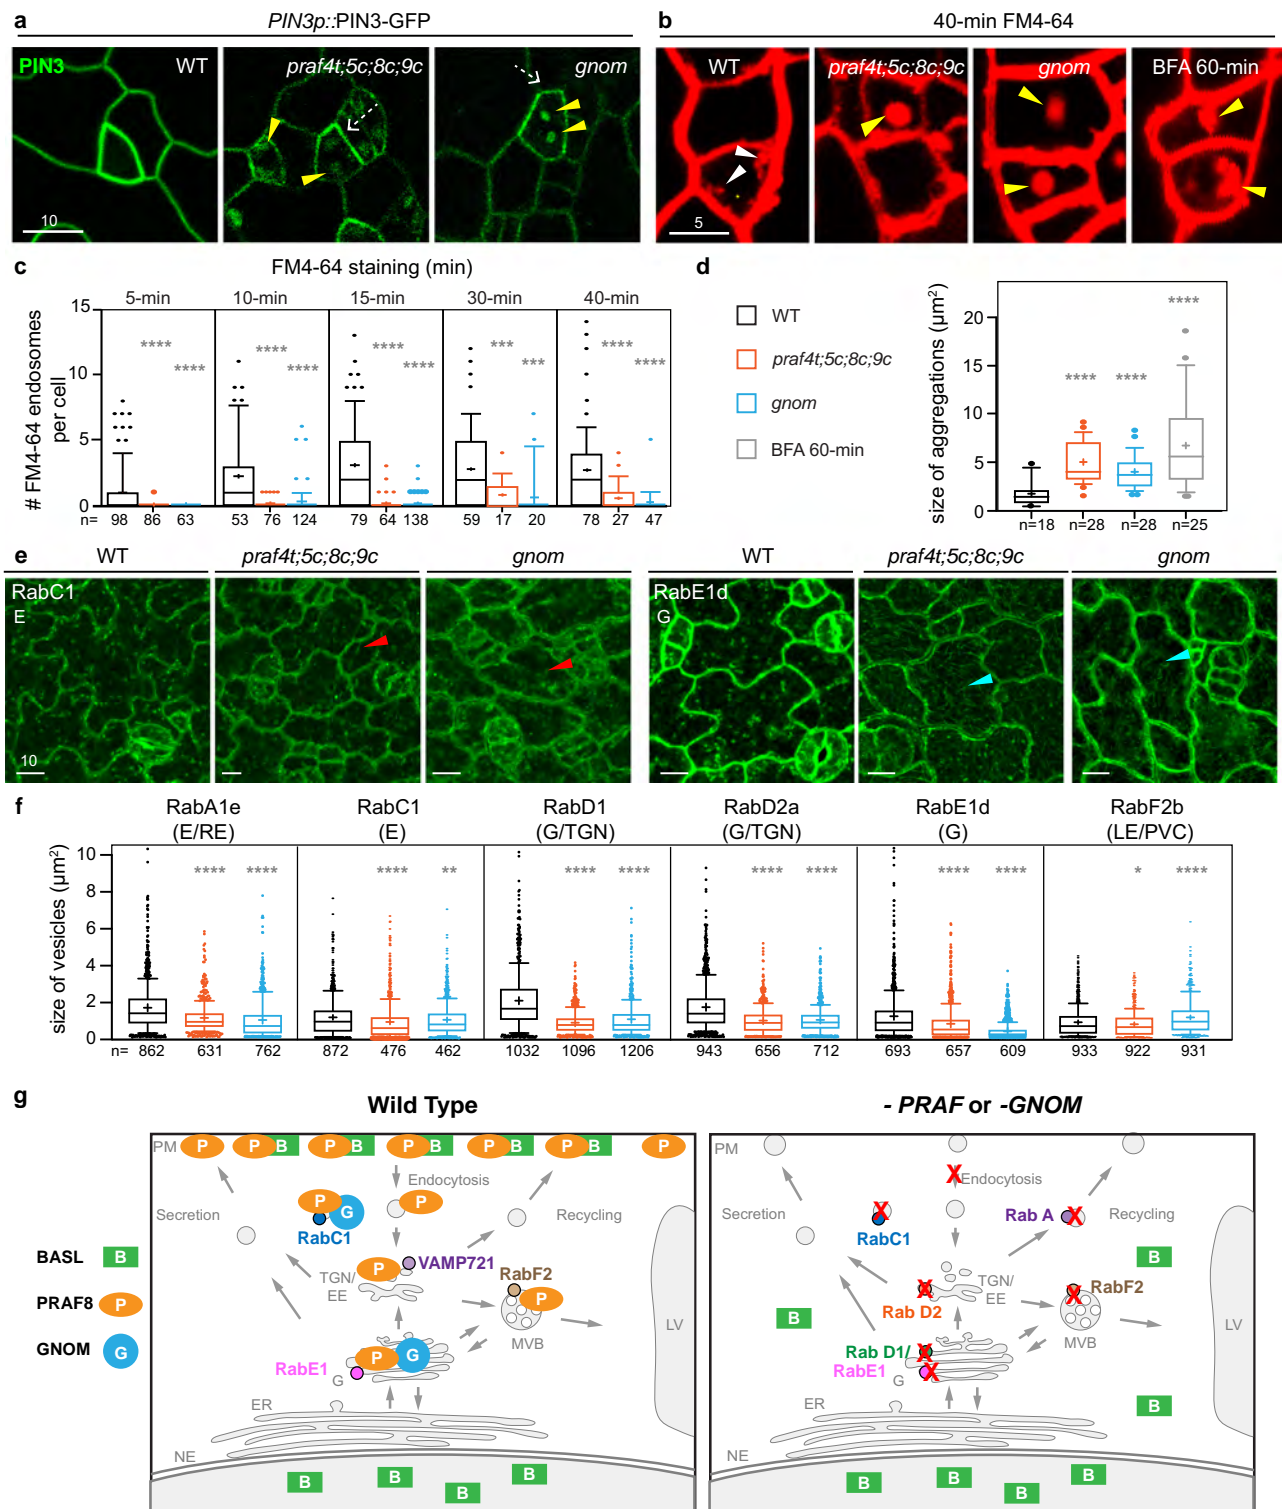 a
PIN3p::PIN3-GFP
PIN3
WT
praf4t;5c;8c;9c
gnom
10
b
40-min FM4-64
WT
praf4t;5c;8c;9c
gnom
BFA 60-min
5
c
FM4-64 staining (min)
5-min 10-min 15-min 30-min 40-min
# FM4-64 endosomes
per cell
15
10
5
0
**** **** **** *** ****
**** **** **** *** ****
n= 98 86 63 53 76 124 79 64 138 59 17 20 78 27 47
WT
praf4t;5c;8c;9c
gnom
BFA 60-min
d
size of aggregations (µm²)
20
15
10
5
0
**** **** ****
n=18 n=28 n=28 n=25
e
WT praf4t;5c;8c;9c gnom
RabC1
E
10
WT praf4t;5c;8c;9c gnom
RabE1d
G
f
RabA1e RabC1 RabD1 RabD2a RabE1d RabF2b
(E/RE) (E) (G/TGN) (G/TGN) (G) (LE/PVC)
size of vesicles (µm²)
10
8
6
4
2
0
**** **** **** ** **** **** **** **** **** **** * ****
n= 862 631 762 872 476 462 1032 1096 1206 943 656 712 693 657 609 933 922 931
g
Wild Type
- PRAF or -GNOM
BASL B
PRAF8 P
GNOM G
PM
P P B P B P B P B P B P
Endocytosis
P G P
Secretion
RabC1
Recycling
P VAMP721
TGN/
EE
RabF2
P
MVB
LV
P G
RabE1
G
ER
NE
B B B B
PM
Endocytosis
X
Secretion
X
RabC1
Rab A X
Recycling
B
TGN/
EE
X
Rab D2
RabF2
X
MVB
LV
B
Rab D1/ X
RabE1 X
G
B
ER
NE
B B B B